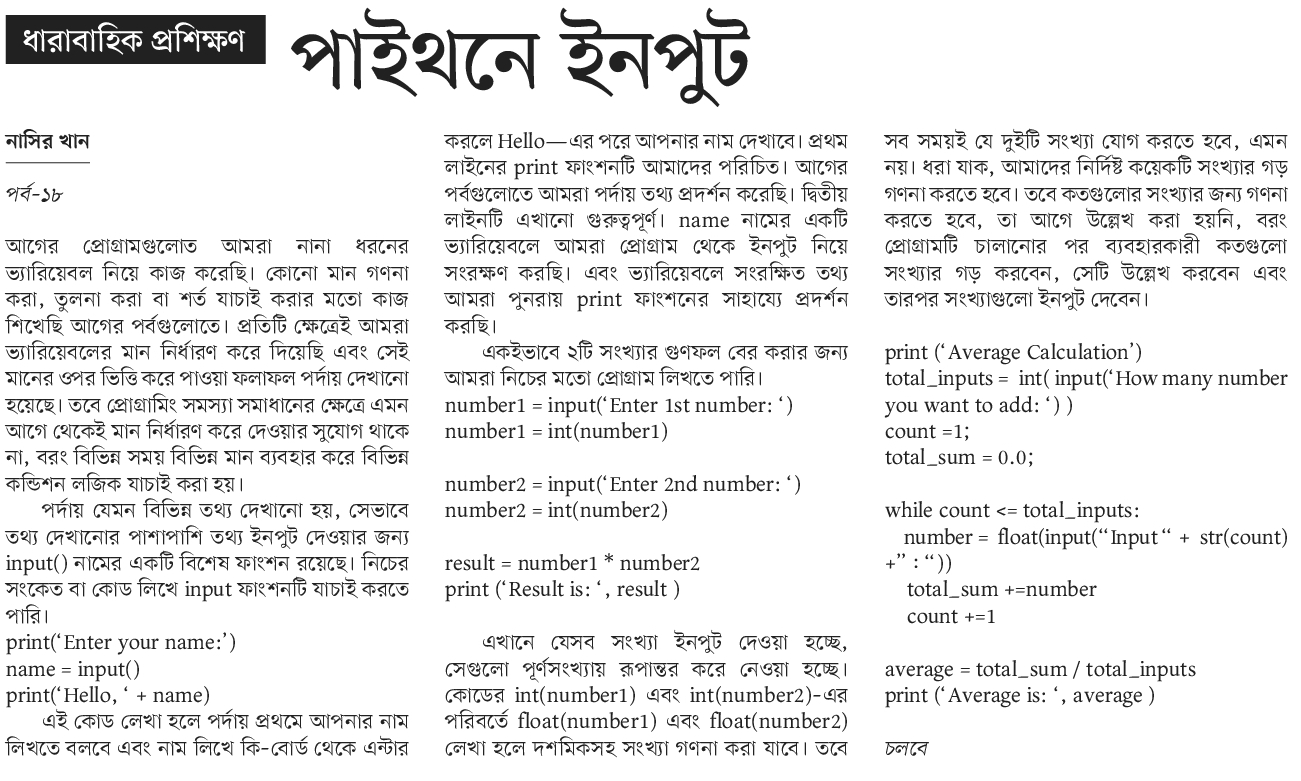 ধারাবাহিক প্রশিক্ষণ
পাইথনে ইনপুট
নাসির খান
পর্ব-১৮
আগের প্রোগ্রামগুলোত আমরা নানা ধরনের
ভ্যারিয়েবল নিয়ে কাজ করেছি। কোনো মান গণনা
করা, তুলনা করা বা শর্ত যাচাই করার মতো কাজ
শিখেছি আগের পর্বগুলোতে। প্রতিটি ক্ষেত্রেই আমরা
ভ্যারিয়েবলের মান নির্ধারণ করে দিয়েছি এবং সেই
মানের ওপর ভিত্তি করে পাওয়া ফলাফল পর্দায় দেখানো
হয়েছে। তবে প্রোগ্রামিং সমস্যা সমাধানের ক্ষেত্রে এমন
আগে থেকেই মান নির্ধারণ করে দেওয়ার সুযোগ থাকে
না, বরং বিভিন্ন সময় বিভিন্ন মান ব্যবহার করে বিভিন্ন
কন্ডিশন লজিক যাচাই করা হয়।
পর্দায় যেমন বিভিন্ন তথ্য দেখানো হয়, সেভাবে
তথ্য দেখানোর পাশাপাশি তথ্য ইনপুট দেওয়ার জন্য
input() নামের একটি বিশেষ ফাংশন রয়েছে। নিচের
সংকেত বা কোড লিখে input ফাংশনটি যাচাই করতে
পারি।
print(‘Enter your name:’)
name = input()
print(‘Hello, ‘ + name)
এই কোড লেখা হলে পর্দায় প্রথমে আপনার নাম
লিখতে বলবে এবং নাম লিখে কি-বোর্ড থেকে এন্টার
করলে Hello—এর পরে আপনার নাম দেখাবে। প্রথম
লাইনের print ফাংশনটি আমাদের পরিচিত। আগের
পর্বগুলোতে আমরা পর্দায় তথ্য প্রদর্শন করেছি। দ্বিতীয়
লাইনটি এখানো গুরুত্বপূর্ণ। name নামের একটি
ভ্যারিয়েবলে আমরা প্রোগ্রাম থেকে ইনপুট নিয়ে
সংরক্ষণ করছি। এবং ভ্যারিয়েবলে সংরক্ষিত তথ্য
আমরা পুনরায় print ফাংশনের সাহায্যে প্রদর্শন
করছি।
একইভাবে ২টি সংখ্যার গুণফল বের করার জন্য
আমরা নিচের মতো প্রোগ্রাম লিখতে পারি।
number1 = input(‘Enter 1st number: ‘)
number1 = int(number1)
number2 = input(‘Enter 2nd number: ‘)
number2 = int(number2)
result = number1 * number2
print (‘Result is: ‘, result )
এখানে যেসব সংখ্যা ইনপুট দেওয়া হচ্ছে,
সেগুলো পূর্ণসংখ্যায় রূপান্তর করে নেওয়া হচ্ছে।
কোডের int(number1) এবং int(number2)-এর
পরিবর্তে float(number1) এবং float(number2)
লেখা হলে দশমিকসহ সংখ্যা গণনা করা যাবে। তবে
সব সময়ই যে দুইটি সংখ্যা যোগ করতে হবে, এমন
নয়। ধরা যাক, আমাদের নির্দিষ্ট কয়েকটি সংখ্যার গড়
গণনা করতে হবে। তবে কতগুলোর সংখ্যার জন্য গণনা
করতে হবে, তা আগে উল্লেখ করা হয়নি, বরং
প্রোগ্রামটি চালানোর পর ব্যবহারকারী কতগুলো
সংখ্যার গড় করবেন, সেটি উল্লেখ করবেন এবং
তারপর সংখ্যাগুলো ইনপুট দেবেন।
print (‘Average Calculation’)
total_inputs = int( input(‘How many number
you want to add: ‘) )
count =1;
total_sum = 0.0;
while count <= total_inputs:
number = float(input(“Input “ + str(count)
+” : “))
total_sum +=number
count +=1
average = total_sum / total_inputs
print (‘Average is: ‘, average )
চলবে